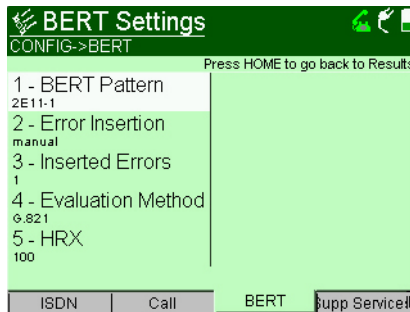 BERT Settings
CONFIG->BERT
Press HOME to go back to Results
1 - BERT Pattern
2E11-1
2 - Error Insertion
manual
3 - Inserted Errors
1
4 - Evaluation Method
G.821
5 - HRX
100
ISDN Call BERT Supp Services